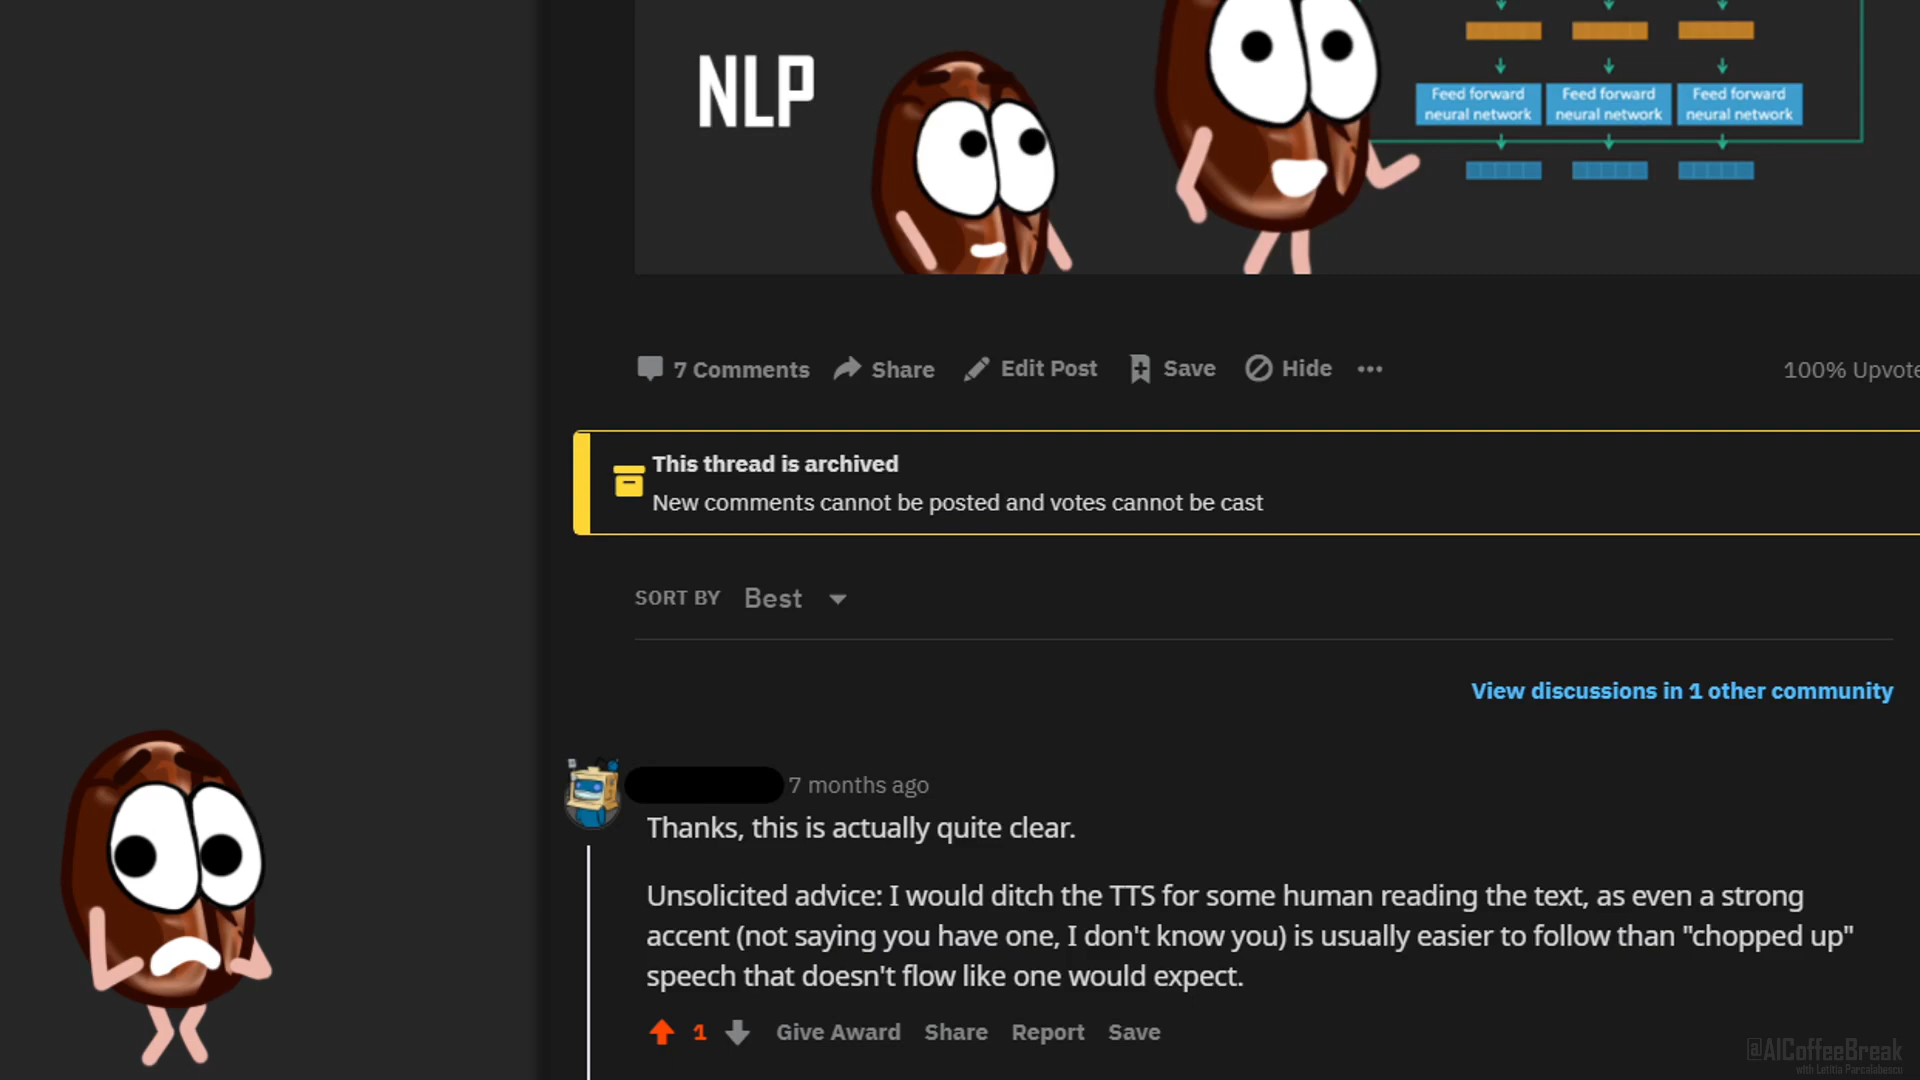 NLP
Feed forward
neural network
Feed forward
neural network
Feed forward
neural network
7 Comments Share Edit Post Save Hide
100% Upvote
This thread is archived
New comments cannot be posted and votes cannot be cast
SORT BY Best
View discussions in 1 other community
7 months ago
Thanks, this is actually quite clear.
Unsolicited advice: I would ditch the TTS for some human reading the text, as even a strong
accent (not saying you have one, I don't know you) is usually easier to follow than "chopped up"
speech that doesn't flow like one would expect.
1 Give Award Share Report Save
@AICoffeeBreak
with Letitia Parcalabescu